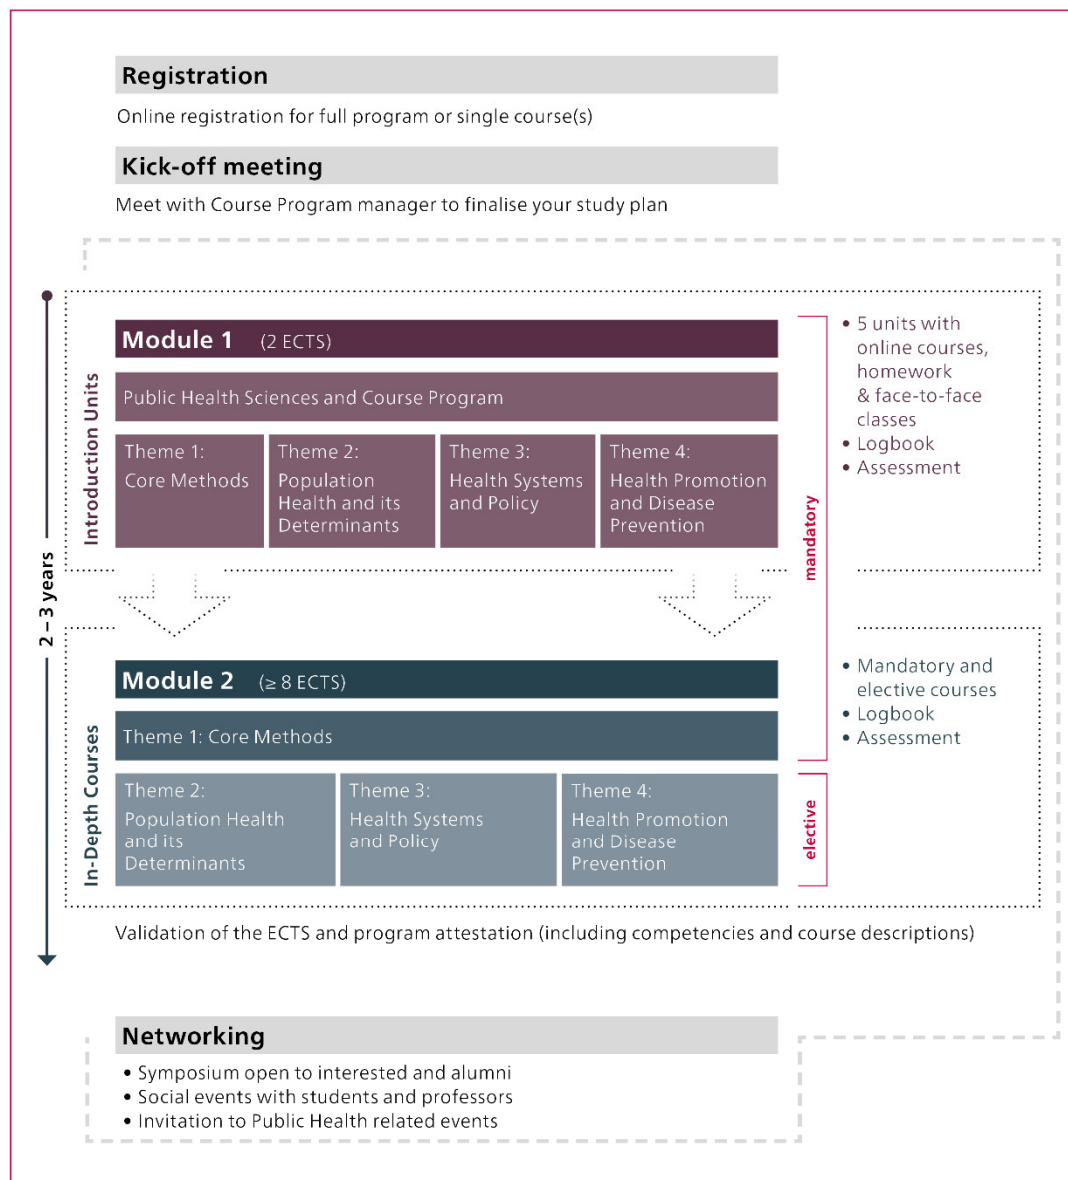 Registration
Online registration for full program or single course(s)
Kick-off meeting
Meet with Course Program manager to finalise your study plan
2 – 3 years
Introduction Units
Module 1 (2 ECTS)
Public Health Sciences and Course Program
Theme 1:
Core Methods
Theme 2:
Population
Health and its
Determinants
Theme 3:
Health Systems
and Policy
Theme 4:
Health Promotion
and Disease
Prevention
mandatory
• 5 units with
online courses,
homework
& face-to-face
classes
• Logbook
• Assessment
In-Depth Courses
Module 2 (≥ 8 ECTS)
Theme 1: Core Methods
Theme 2:
Population Health
and its
Determinants
Theme 3:
Health Systems
and Policy
Theme 4:
Health Promotion
and Disease
Prevention
elective
• Mandatory and
elective courses
• Logbook
• Assessment
Validation of the ECTS and program attestation (including competencies and course descriptions)
Networking
• Symposium open to interested and alumni
• Social events with students and professors
• Invitation to Public Health related events